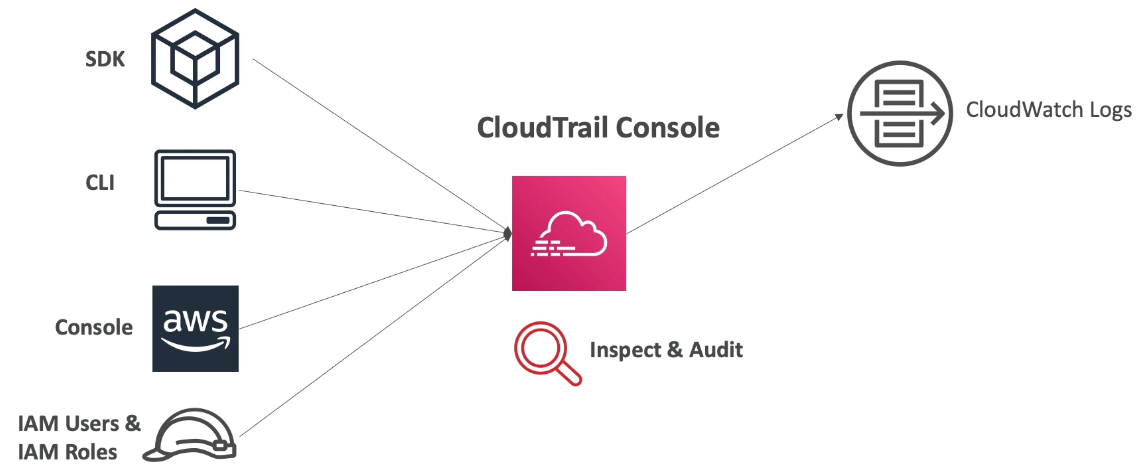 SDK
CloudTrail Console
CloudWatch Logs
CLI
Console
aws
Inspect & Audit
IAM Users &
IAM Roles